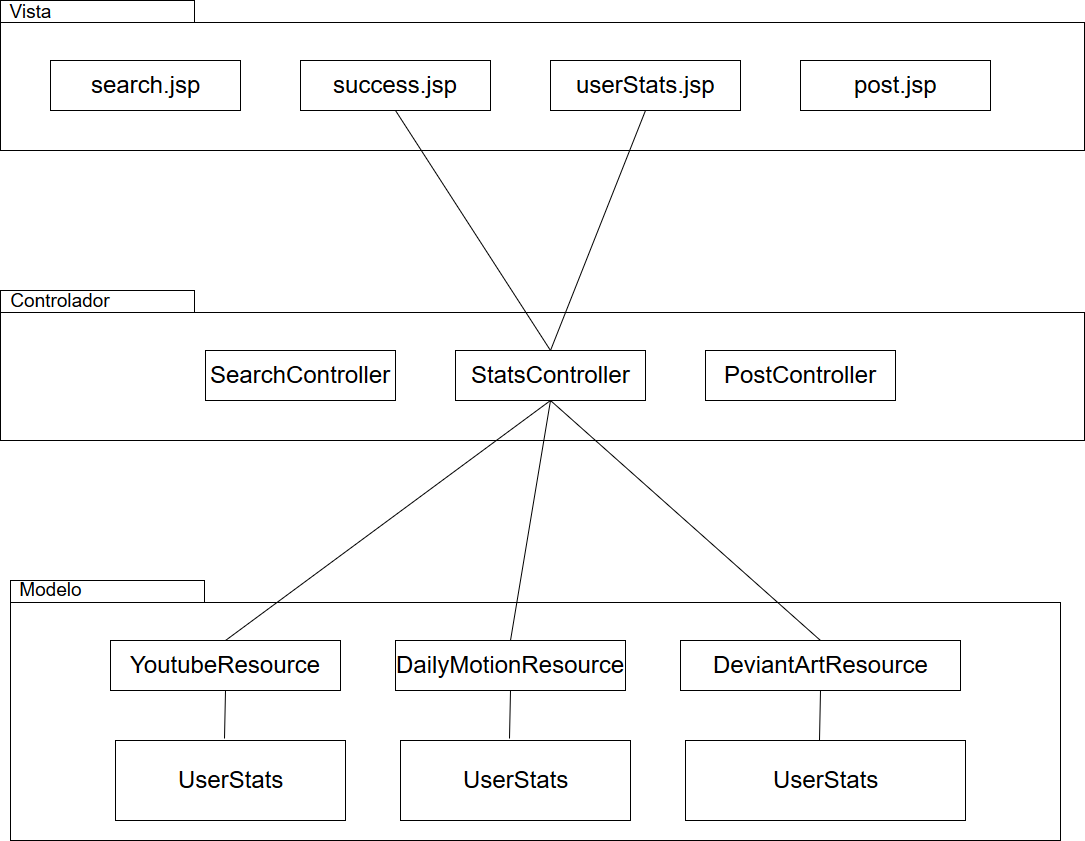 Vista
search.jsp
success.jsp
userStats.jsp
post.jsp
Controlador
SearchController
StatsController
PostController
Modelo
YoutubeResource
DailyMotionResource
DeviantArtResource
UserStats
UserStats
UserStats